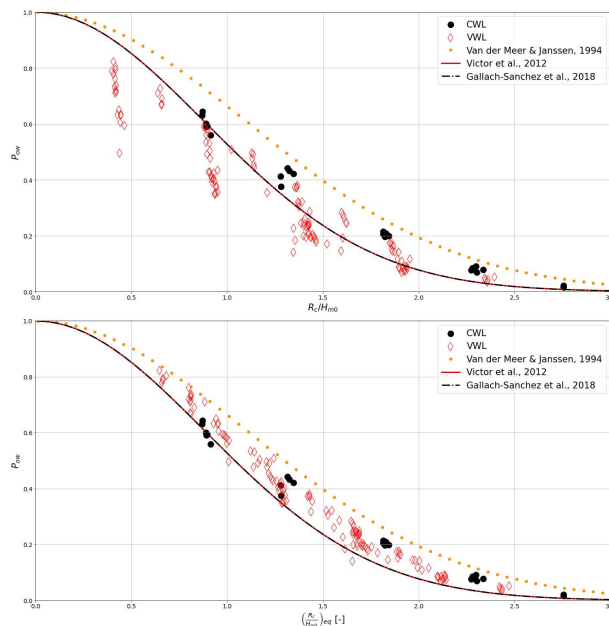 1.0
0.8
0.6
0.4
0.2
0.0
P_ow
0.0 0.5 1.0 1.5 2.0 2.5 3.0
R_c/H_m0
CWL
VWL
Van der Meer & Janssen, 1994
Victor et al., 2012
Gallach-Sanchez et al., 2018
1.0
0.8
0.6
0.4
0.2
0.0
P_ow
0.0 0.5 1.0 1.5 2.0 2.5 3.0
(R_c/H_m0)_eq [-]
CWL
VWL
Van der Meer & Janssen, 1994
Victor et al., 2012
Gallach-Sanchez et al., 2018